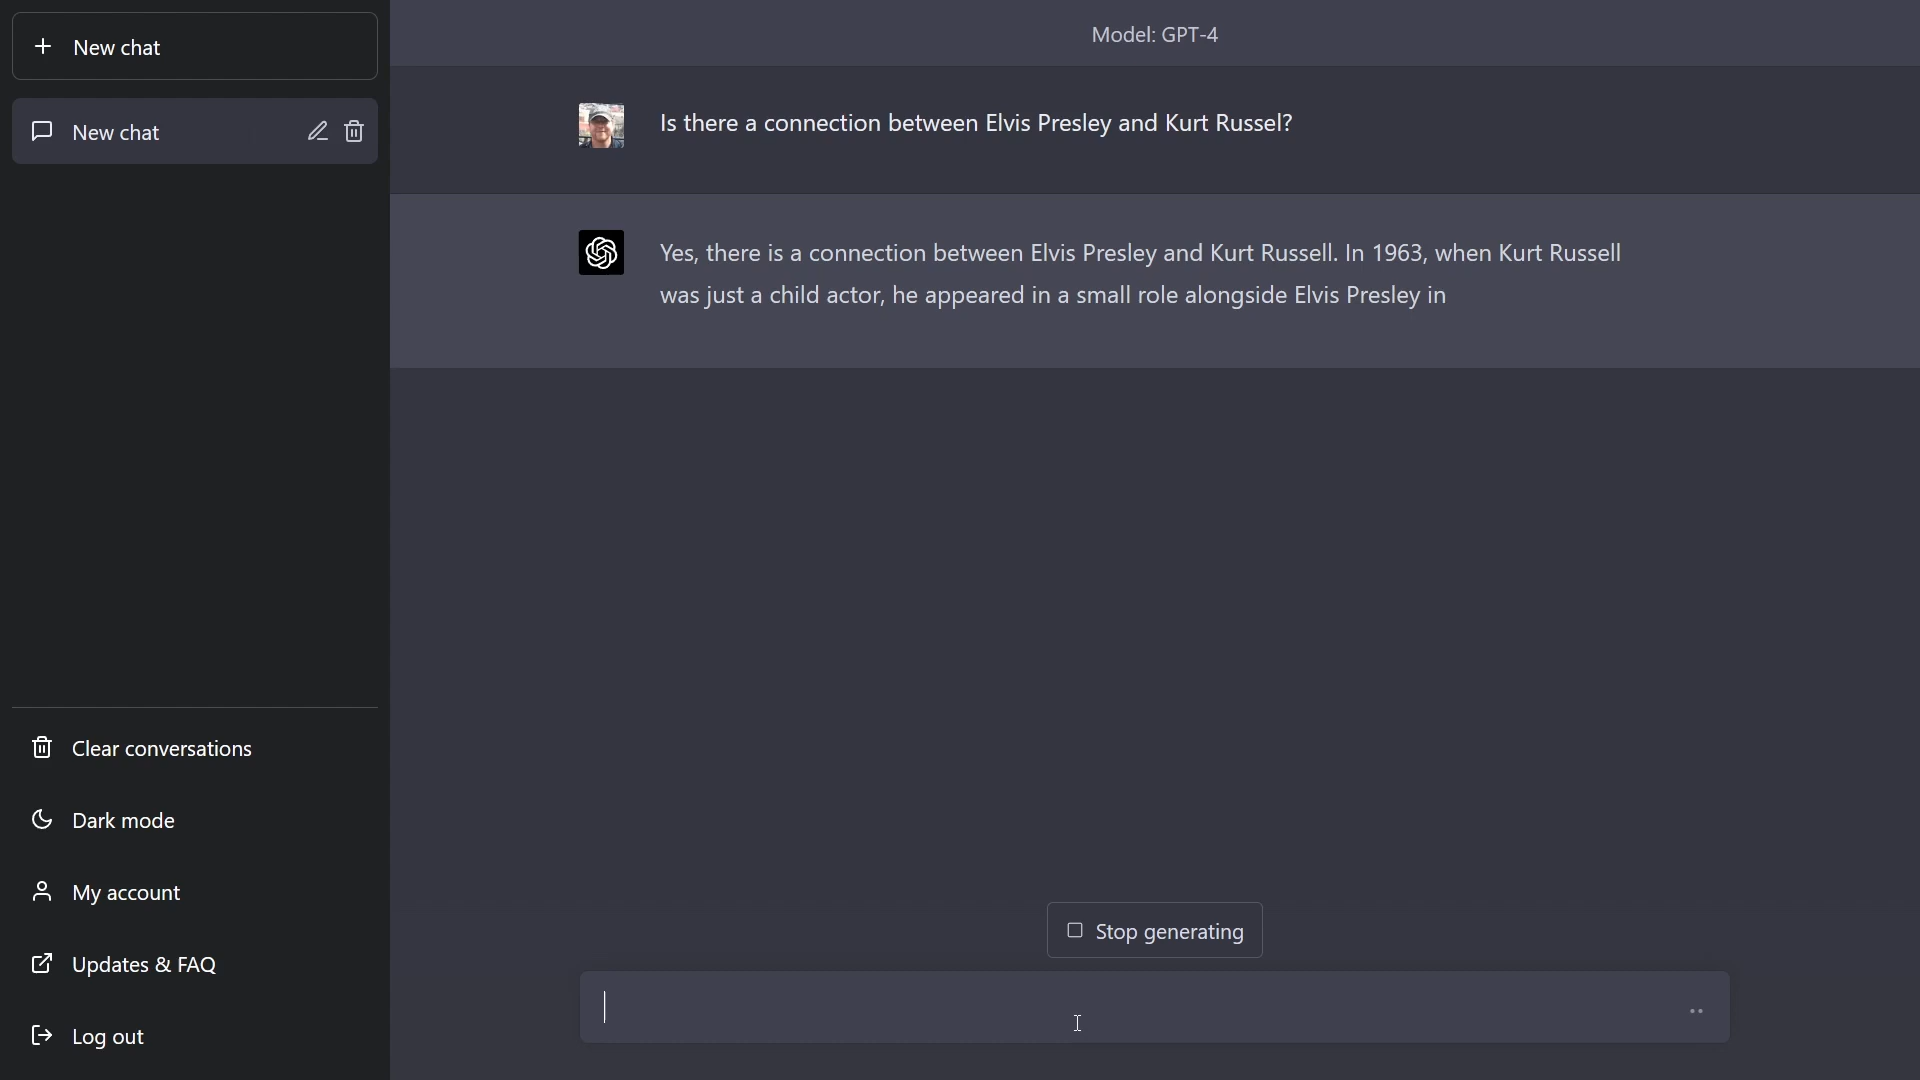 New chat
New chat
Clear conversations
Dark mode
My account
Updates & FAQ
Log out
Model: GPT-4
Is there a connection between Elvis Presley and Kurt Russel?
Yes, there is a connection between Elvis Presley and Kurt Russell. In 1963, when Kurt Russell
was just a child actor, he appeared in a small role alongside Elvis Presley in
Stop generating